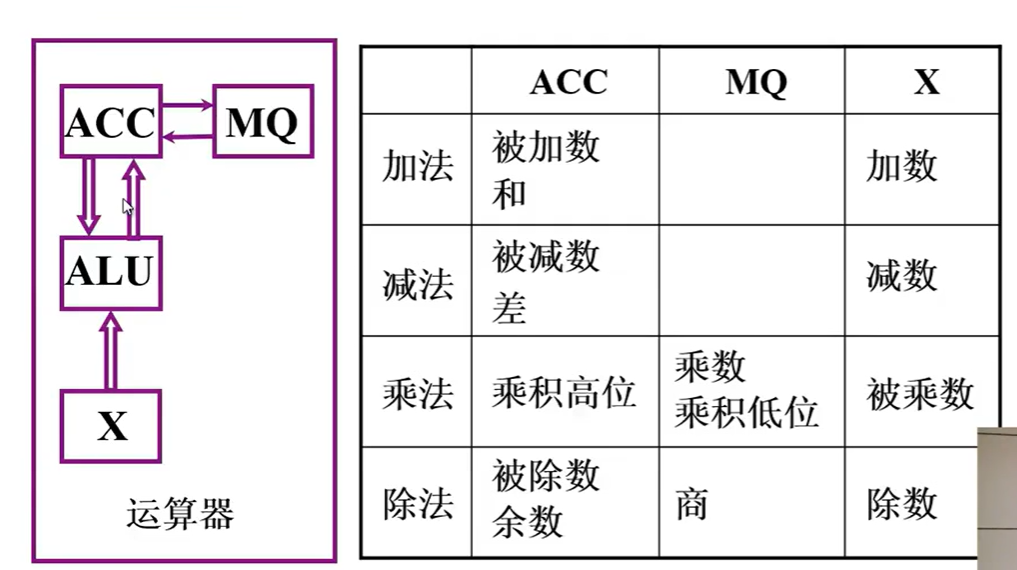 ACC
MQ
ALU
X
运算器
ACC
MQ
X
加法
被加数
和
加数
减法
被减数
差
减数
乘法
乘积高位
乘数
乘积低位
被乘数
除法
被除数
余数
商
除数